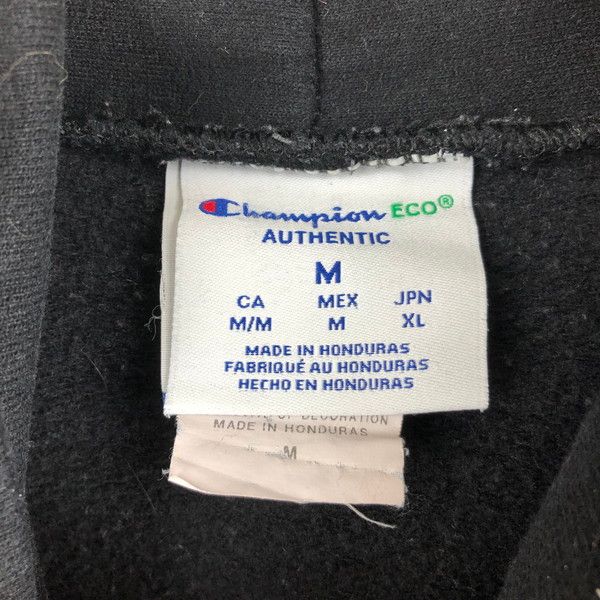 Champion ECO®
AUTHENTIC
M
CA MEX JPN
M/M M XL
MADE IN HONDURAS
FABRIQUÉ AU HONDURAS
HECHO EN HONDURAS
OF DECORATION
MADE IN HONDURAS
M